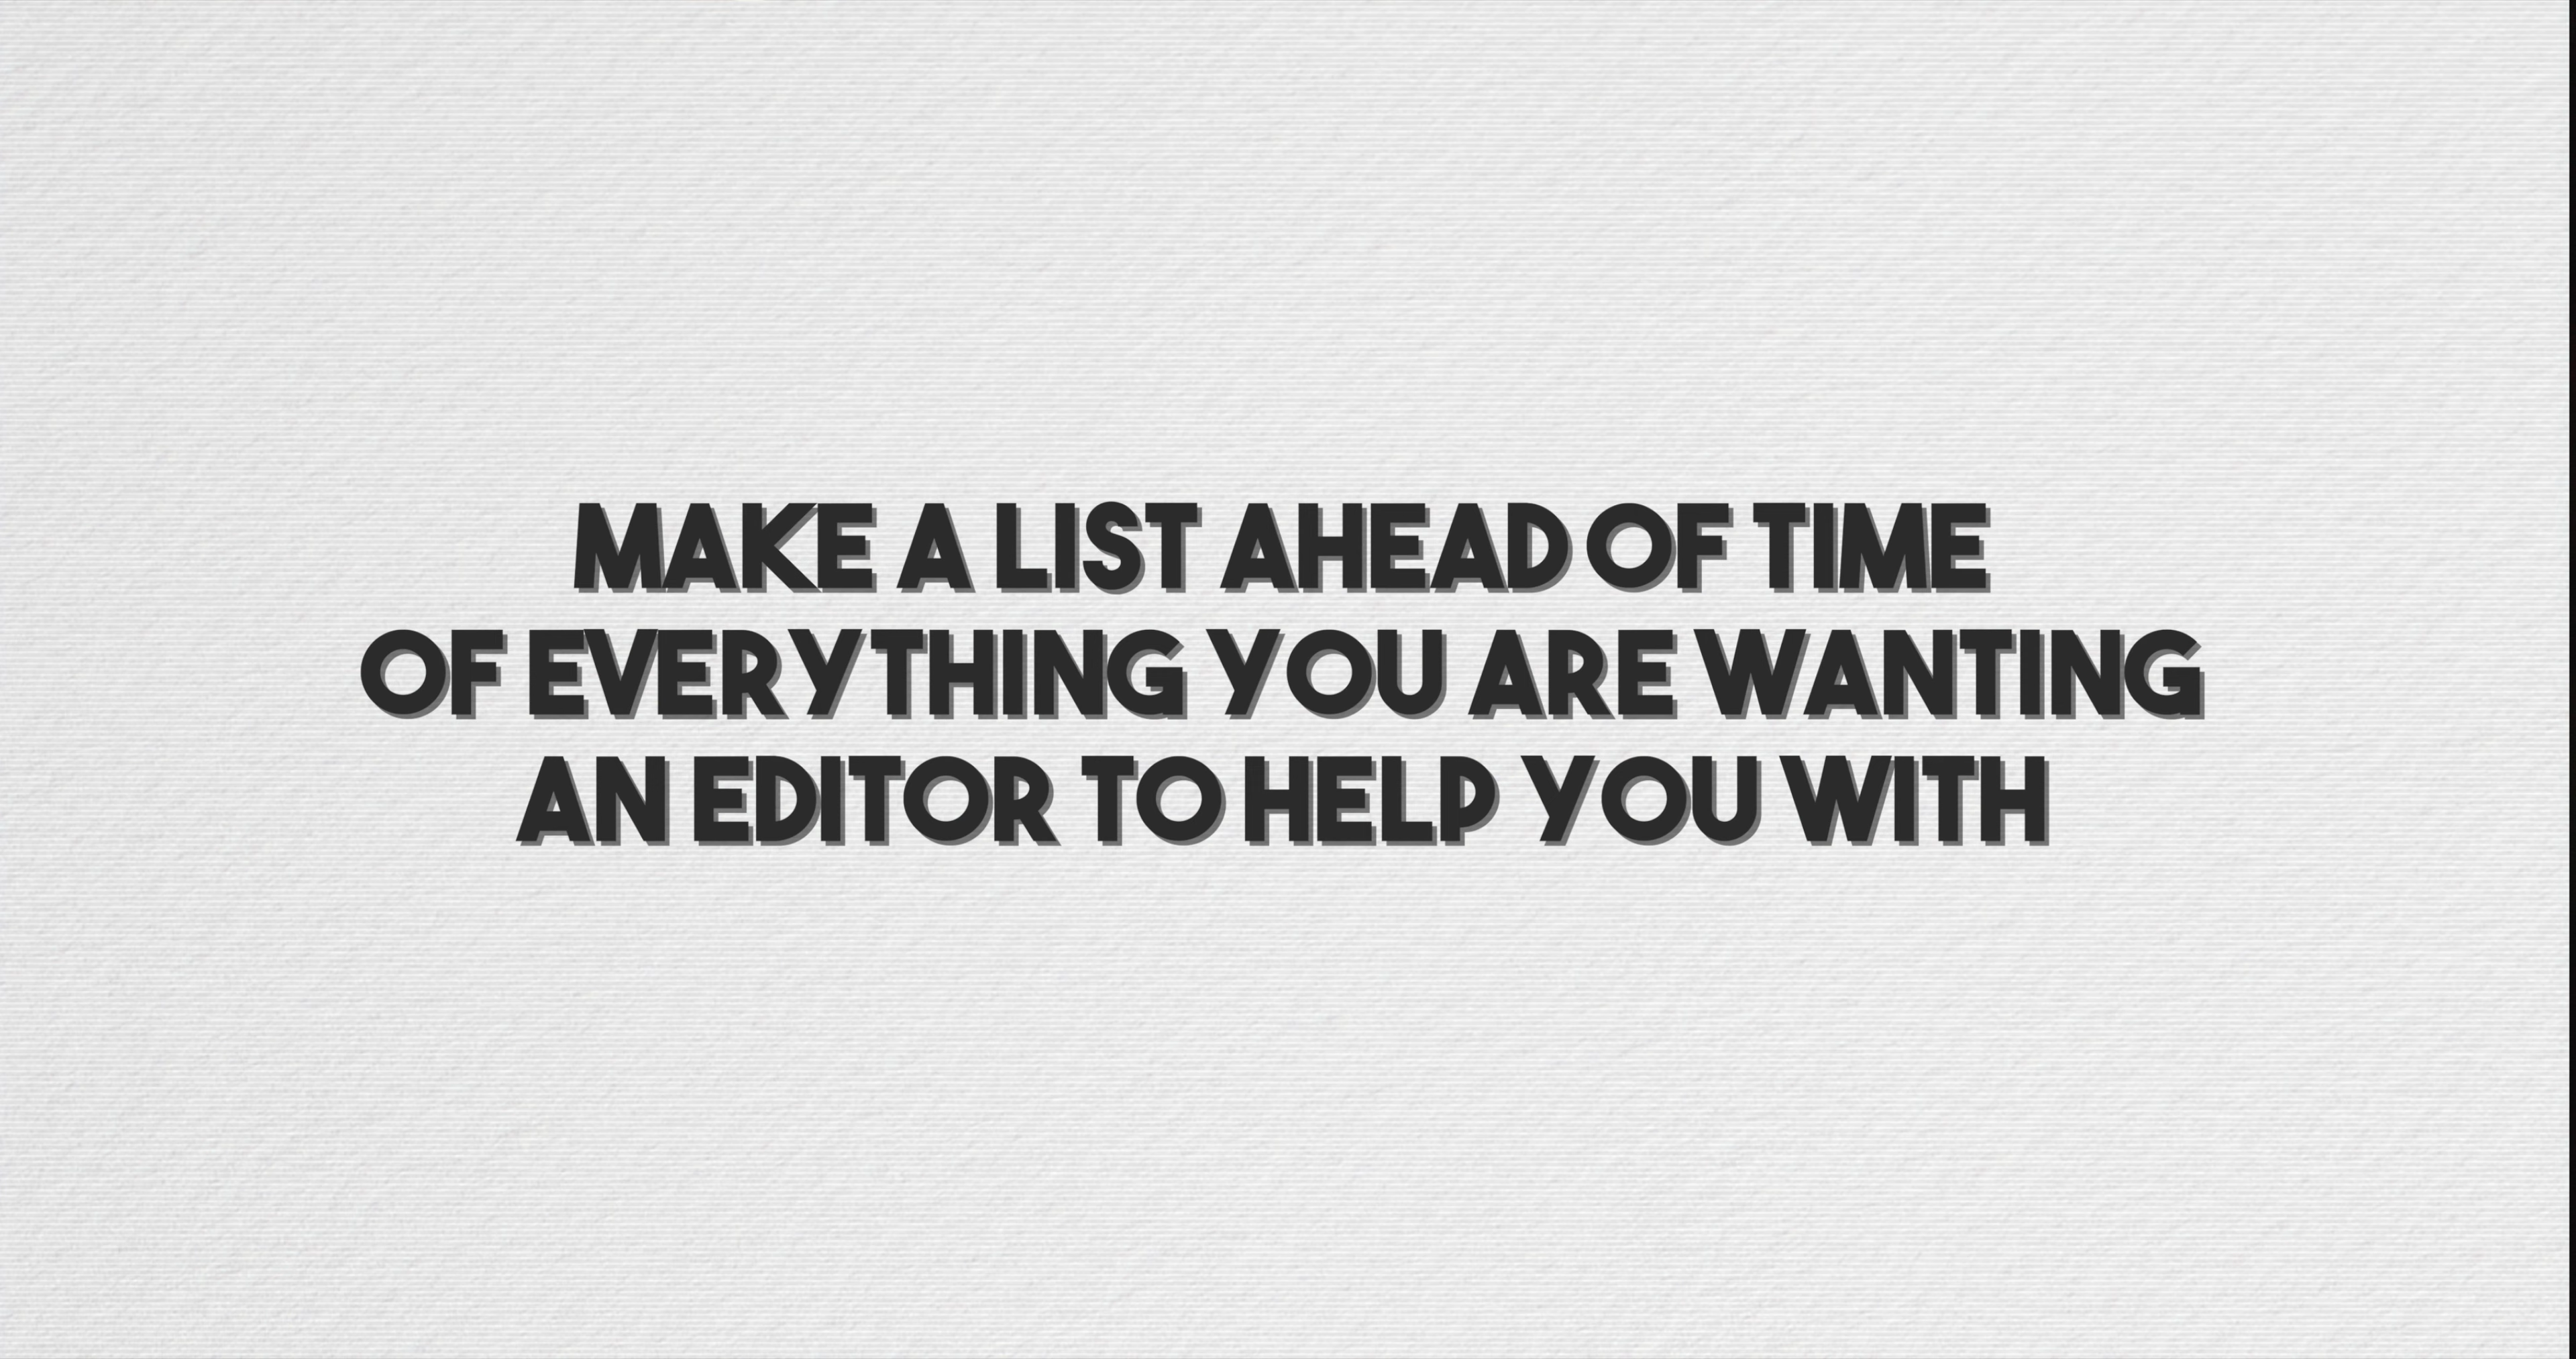 MAKE A LIST AHEAD OF TIME
OF EVERYTHING YOU ARE WANTING
AN EDITOR TO HELP YOU WITH